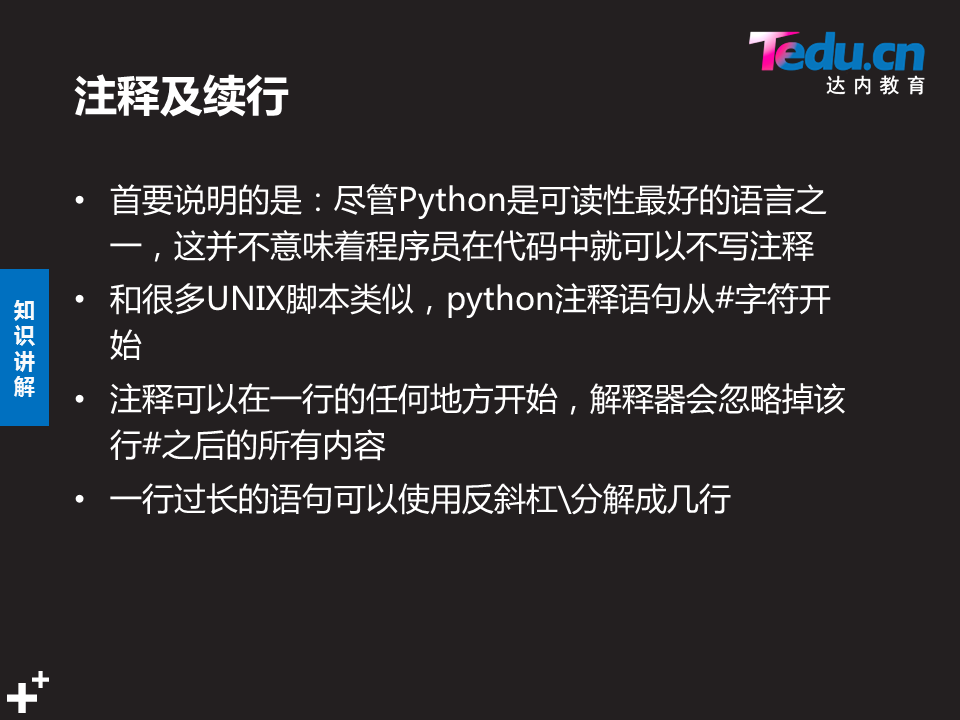 Tedu.cn
达内教育
注释及续行
• 首要说明的是：尽管Python是可读性最好的语言之
一，这并不意味着程序员在代码中就可以不写注释
• 和很多UNIX脚本类似，python注释语句从#字符开
始
• 注释可以在一行的任何地方开始，解释器会忽略掉该
行#之后的所有内容
• 一行过长的语句可以使用反斜杠\分解成几行
知
识
讲
解